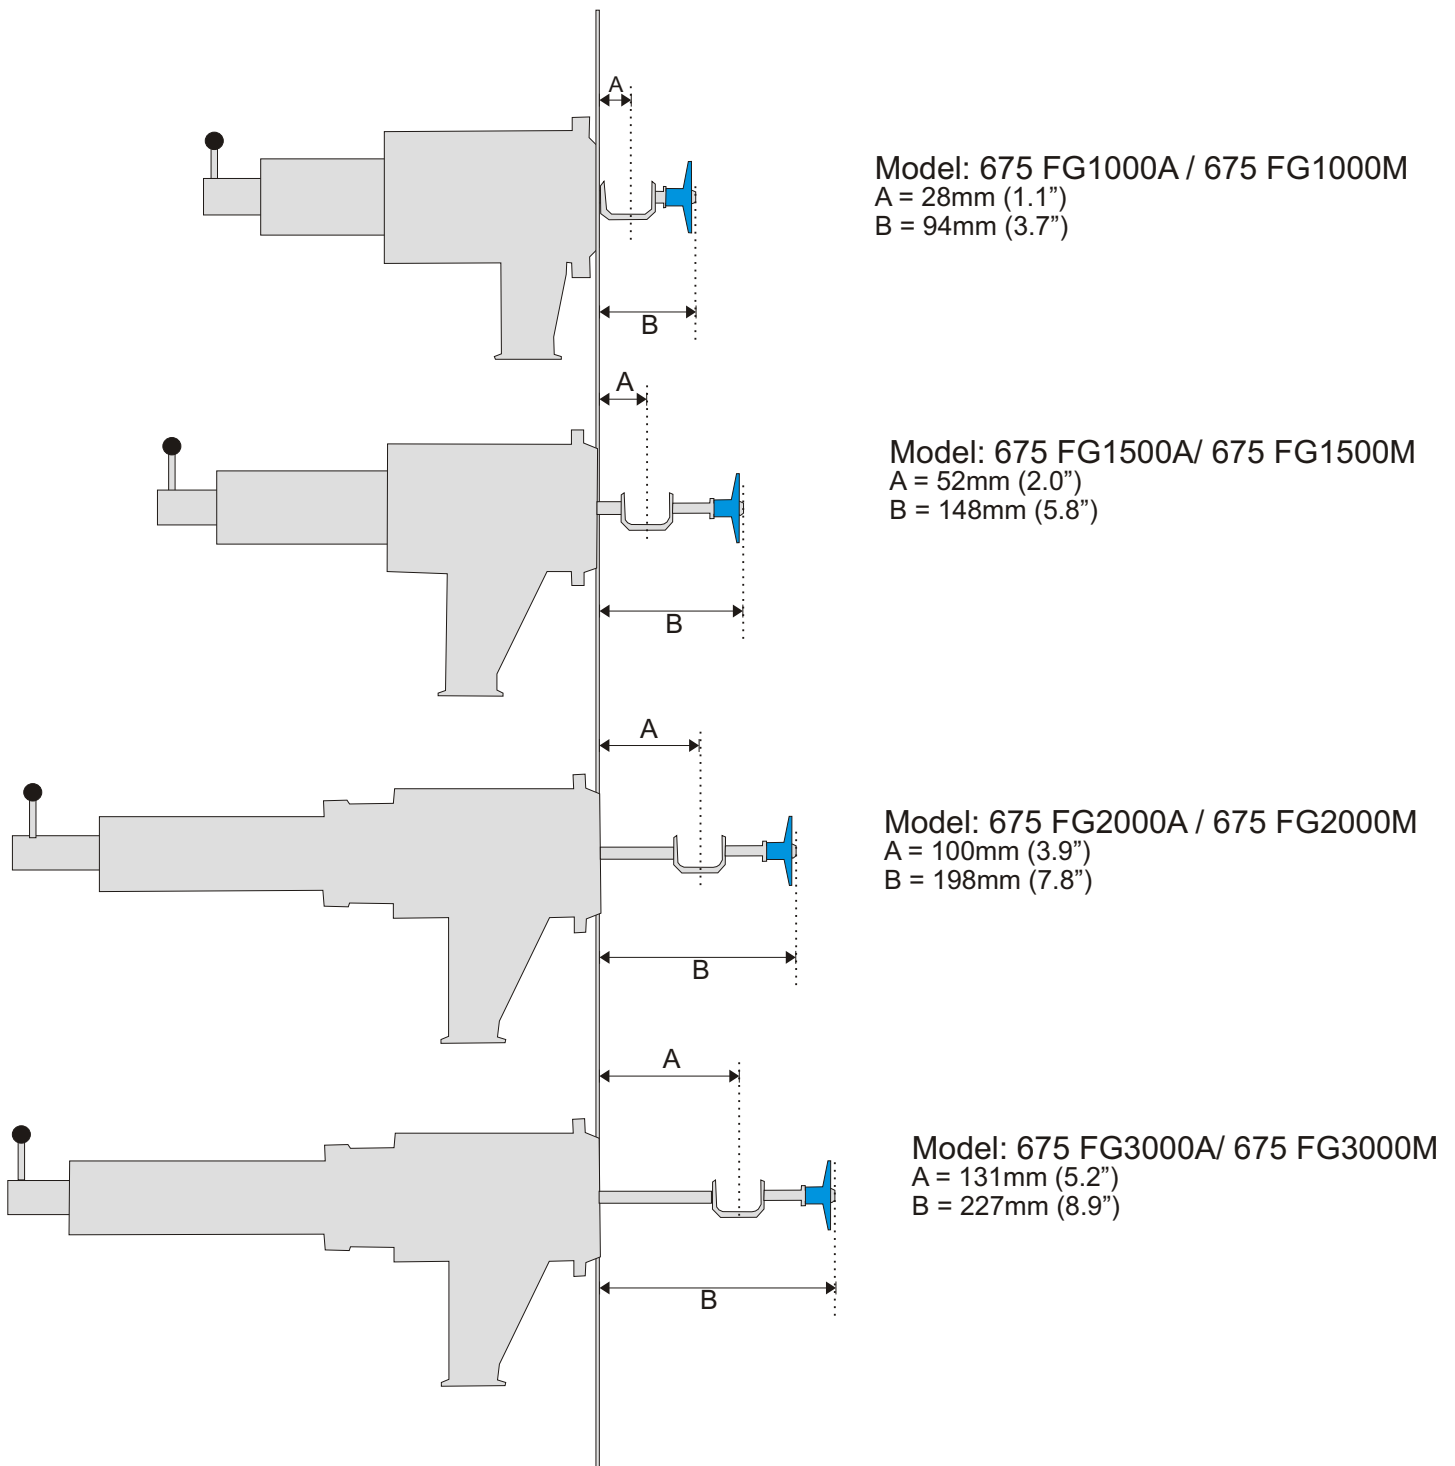 A
Model: 675 FG1000A / 675 FG1000M
A = 28mm (1.1”)
B = 94mm (3.7”)
B
A
Model: 675 FG1500A/ 675 FG1500M
A = 52mm (2.0”)
B = 148mm (5.8”)
B
A
Model: 675 FG2000A / 675 FG2000M
A = 100mm (3.9”)
B = 198mm (7.8”)
B
A
Model: 675 FG3000A/ 675 FG3000M
A = 131mm (5.2”)
B = 227mm (8.9”)
B